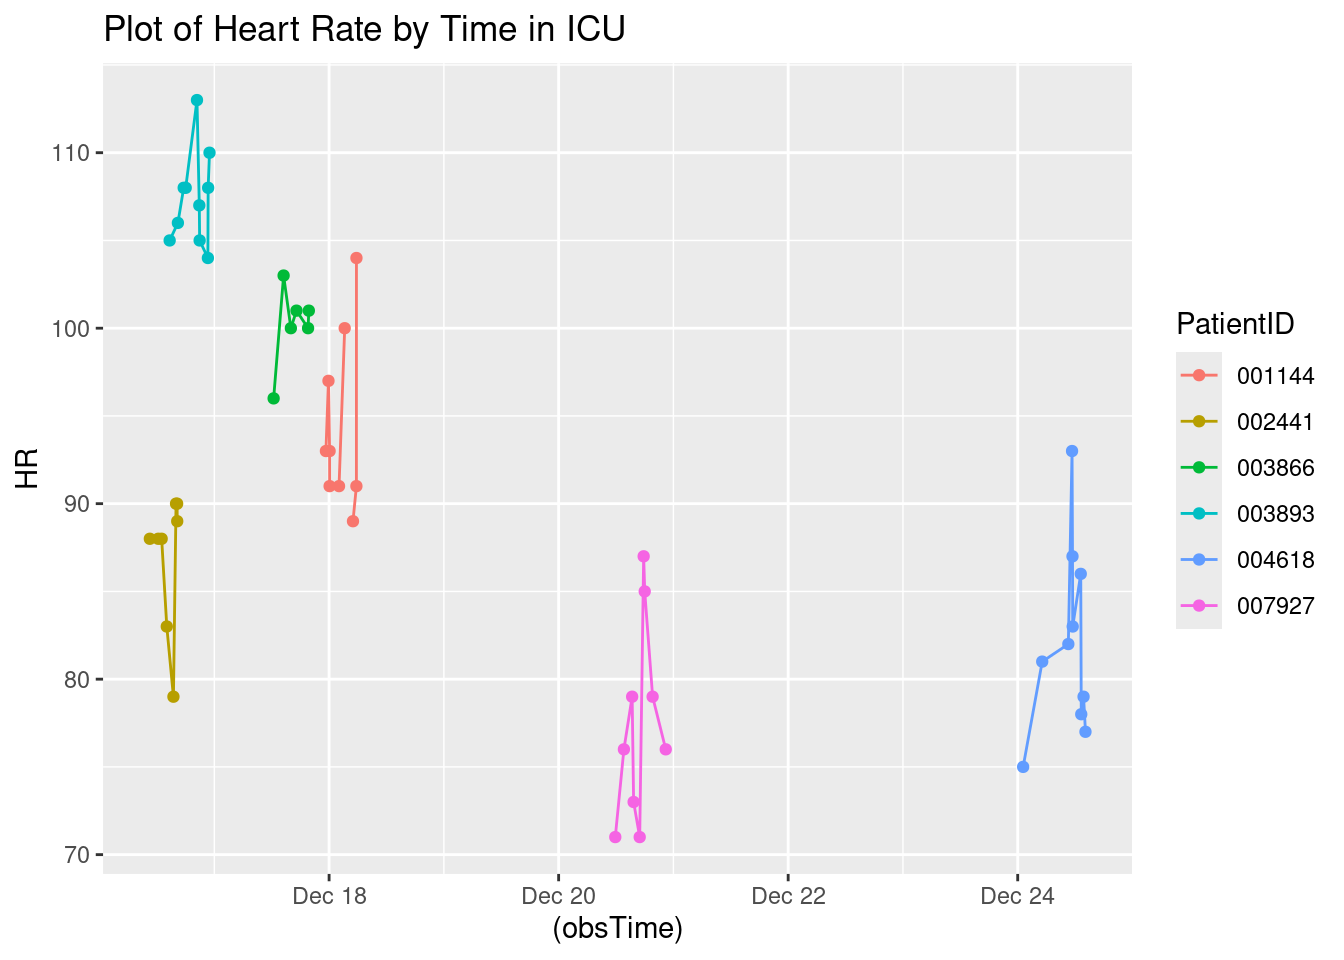 Plot of Heart Rate by Time in ICU
HR
110
100
90
80
70
Dec 18
Dec 20
Dec 22
Dec 24
(obsTime)
PatientID
001144
002441
003866
003893
004618
007927